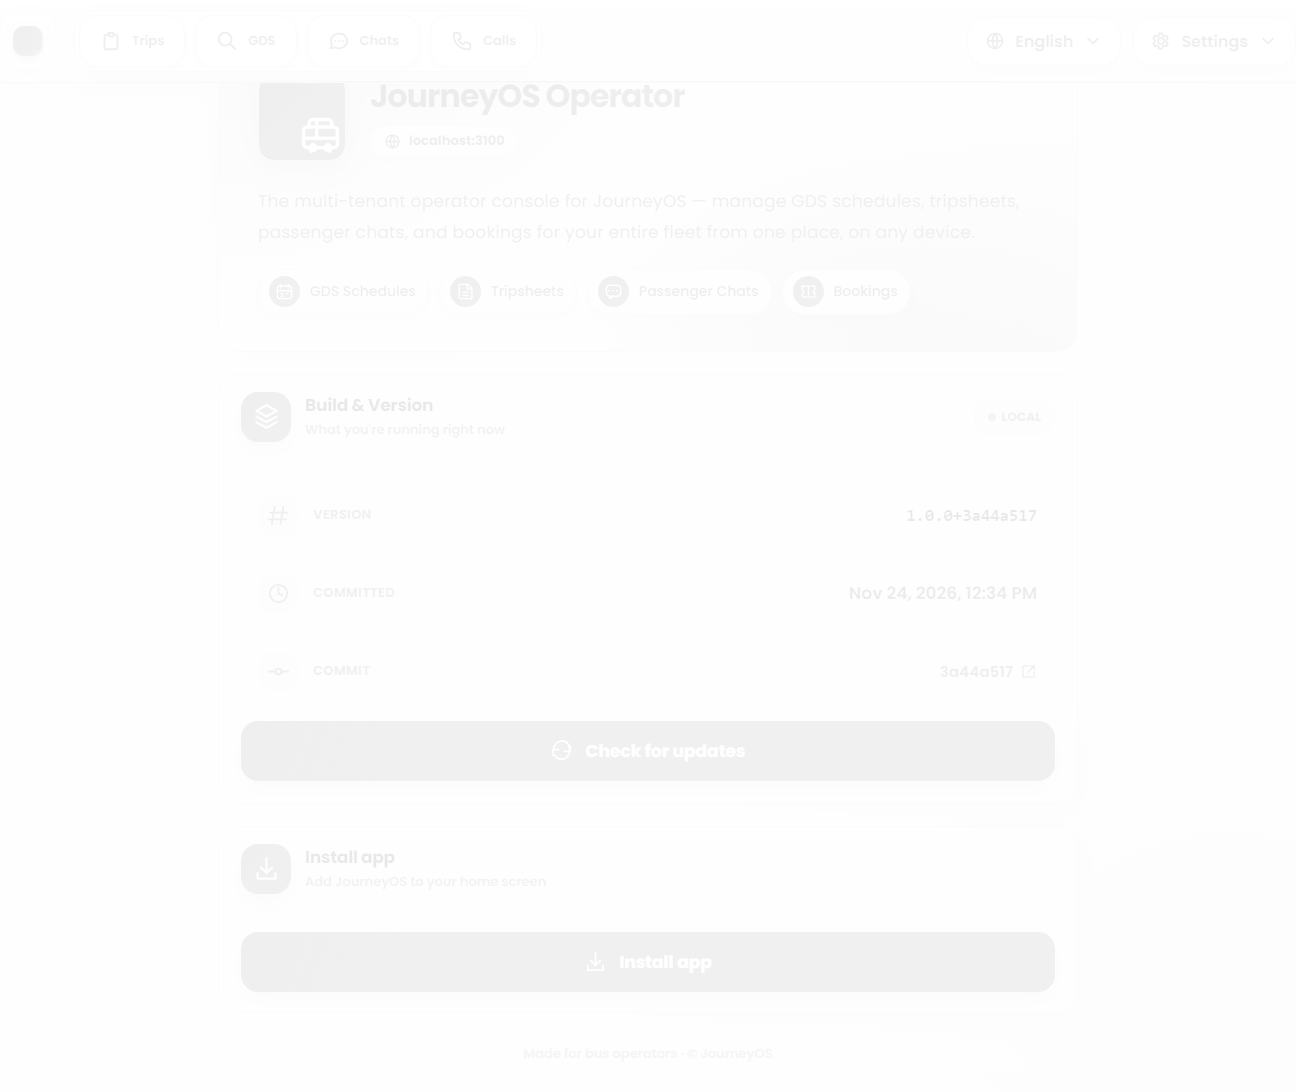 Trips GDS Chats Calls English Settings
JourneyOS Operator
localhost:3100
The multi-tenant operator console for JourneyOS — manage GDS schedules, tripsheets,
passenger chats, and bookings for your entire fleet from one place, on any device.
GDS Schedules Tripsheets Passenger Chats Bookings
Build & Version
What you're running right now
LOCAL
VERSION 1.0.0+3a44a517
COMMITTED Nov 24, 2026, 12:34 PM
COMMIT 3a44a517
Check for updates
Install app
Add JourneyOS to your home screen
Install app
Made for bus operators · © JourneyOS